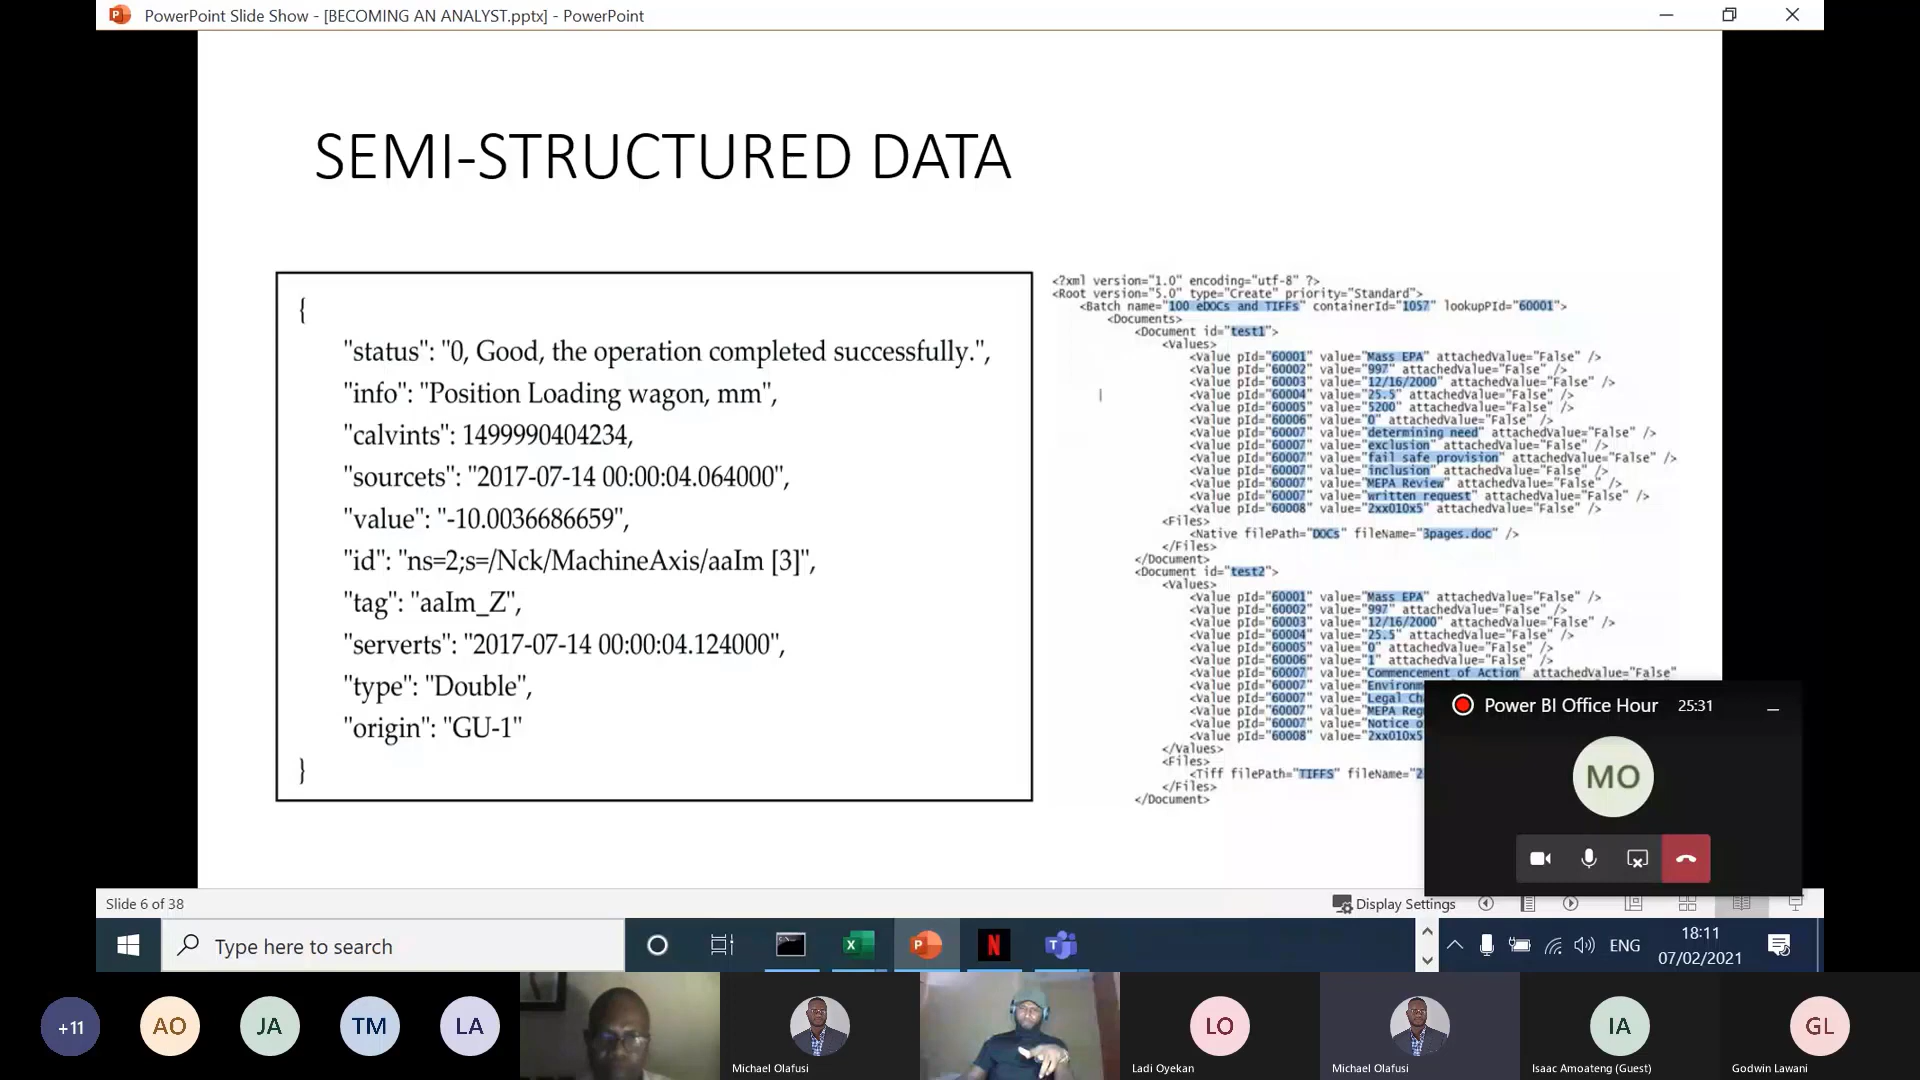 PowerPoint Slide Show - [BECOMING AN ANALYST.pptx] - PowerPoint
SEMI-STRUCTURED DATA
{
"status": "0, Good, the operation completed successfully.",
"info": "Position Loading wagon, mm",
"calvints": 1499990404234,
"sourcets": "2017-07-14 00:00:04.064000",
"value": "-10.0036686659",
"id": "ns=2;s=/Nck/MachineAxis/aaIm [3]",
"tag": "aaIm_Z",
"serverts": "2017-07-14 00:00:04.124000",
"type": "Double",
"origin": "GU-1"
}
<?xml version="1.0" encoding="utf-8" ?>
<Root version="5.0" type="Create" priority="Standard">
<Batch name="100 eDOCs and TIFFs" containerId="1057" lookupPId="60001">
<Documents>
<Document id="test1">
<Values>
<Value pId="60001" value="Mass EPA" attachedValue="False" />
<Value pId="60002" value="997" attachedValue="False" />
<Value pId="60003" value="12/16/2000" attachedValue="False" />
<Value pId="60004" value="25.5" attachedValue="False" />
<Value pId="60005" value="5200" attachedValue="False" />
<Value pId="60006" value="0" attachedValue="False" />
<Value pId="60007" value="determining need" attachedValue="False" />
<Value pId="60007" value="exclusion" attachedValue="False" />
<Value pId="60007" value="fail safe provision" attachedValue="False" />
<Value pId="60007" value="inclusion" attachedValue="False" />
<Value pId="60007" value="MEPA Review" attachedValue="False" />
<Value pId="60007" value="written request" attachedValue="False" />
<Value pId="60008" value="2xx010x5" attachedValue="False" />
<Files>
<Native filePath="DOCs" fileName="3pages.doc" />
</Files>
</Document>
<Document id="test2">
<Values>
<Value pId="60001" value="Mass EPA" attachedValue="False" />
<Value pId="60002" value="997" attachedValue="False" />
<Value pId="60003" value="12/16/2000" attachedValue="False" />
<Value pId="60004" value="25.5" attachedValue="False" />
<Value pId="60005" value="0" attachedValue="False" />
<Value pId="60006" value="1" attachedValue="False" />
<Value pId="60007" value="Commencement of Action" attachedValue="False"
<Value pId="60007" value="Environm
<Value pId="60007" value="Legal Ch
<Value pId="60007" value="MEPA Reg
<Value pId="60007" value="Notice o
<Value pId="60008" value="2xx010x5
</Values>
<Files>
<Tiff filePath="TIFFS" fileName="2
</Files>
</Document>
Power BI Office Hour 25:31
MO
Slide 6 of 38
Display Settings
Type here to search
ENG
18:11
07/02/2021
+11
AO
JA
TM
LA
LO
IA
GL
Michael Olafusi
Ladi Oyekan
Michael Olafusi
Isaac Amoateng (Guest)
Godwin Lawani